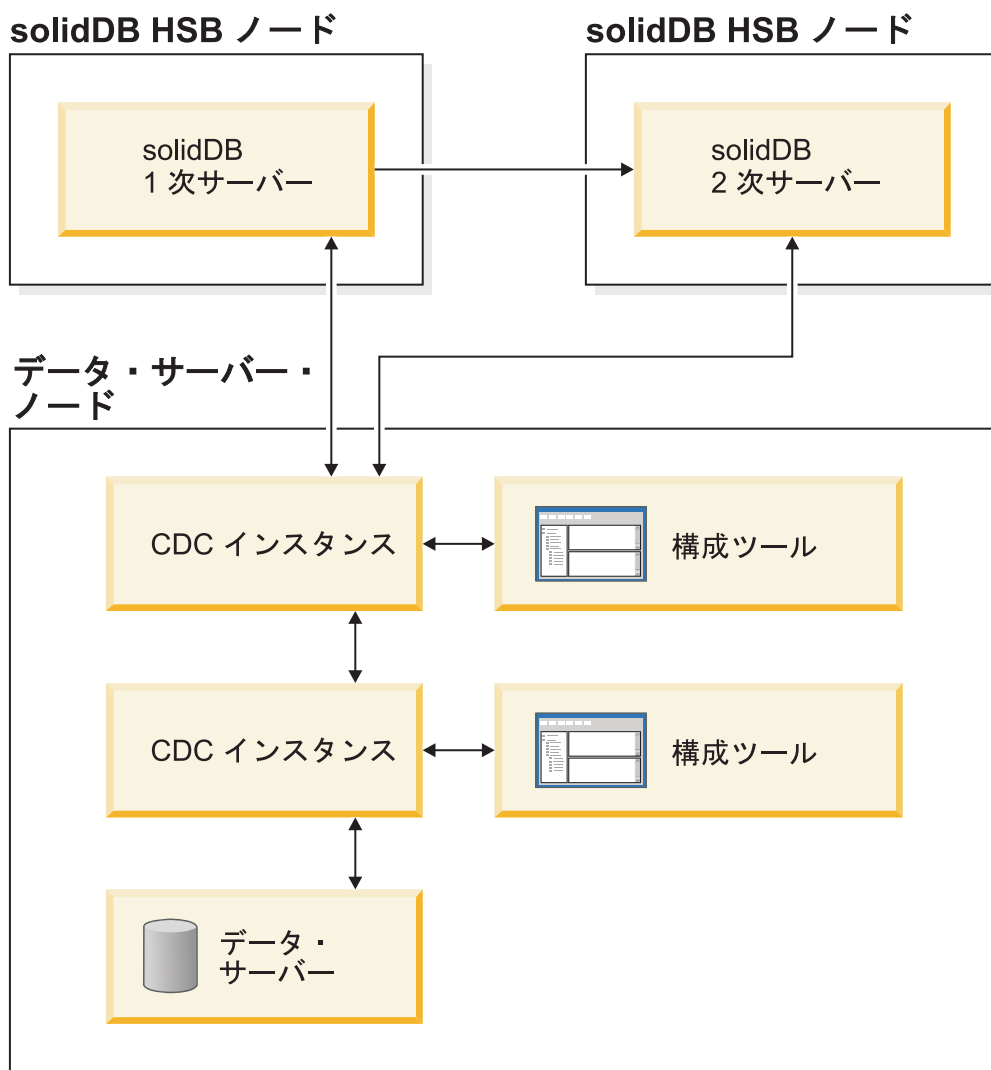 solidDB HSB ノード
solidDB HSB ノード
solidDB
1 次サーバー
solidDB
2 次サーバー
データ・サーバー・
ノード
CDC インスタンス
構成ツール
CDC インスタンス
構成ツール
データ・
サーバー